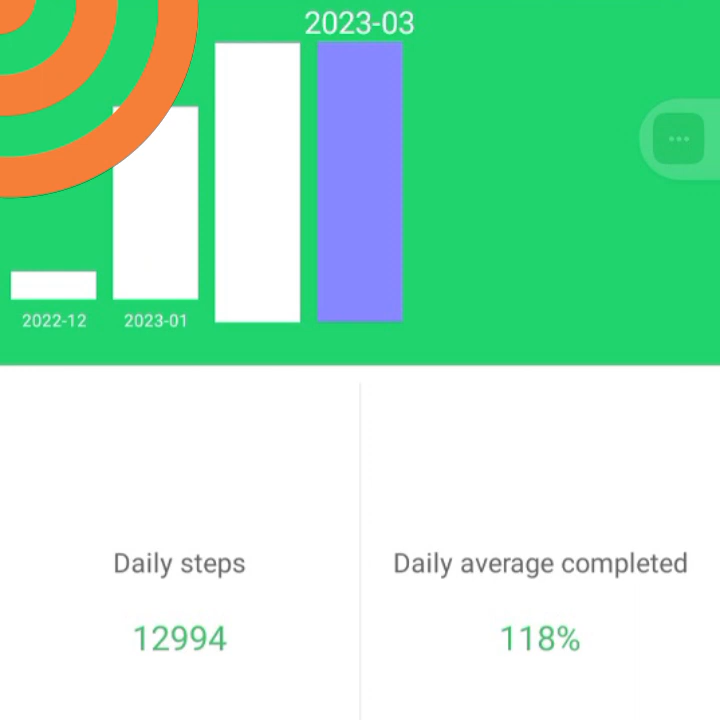 2023-03
2022-12
2023-01
Daily steps
Daily average completed
12994
118%